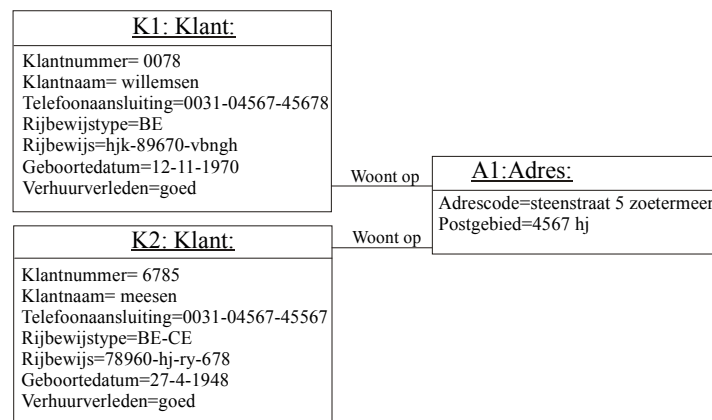 K1: Klant:
Klantnummer= 0078
Klantnaam= willemsen
Telefoonaansluiting=0031-04567-45678
Rijbewijstype=BE
Rijbewijs=hjk-89670-vbngh
Geboortedatum=12-11-1970
Verhuurverleden=goed
Woont op
A1:Adres:
Adrescode=steenstraat 5 zoetermeer
Postgebied=4567 hj
K2: Klant:
Woont op
Klantnummer= 6785
Klantnaam= meesen
Telefoonaansluiting=0031-04567-45567
Rijbewijstype=BE-CE
Rijbewijs=78960-hj-ry-678
Geboortedatum=27-4-1948
Verhuurverleden=goed